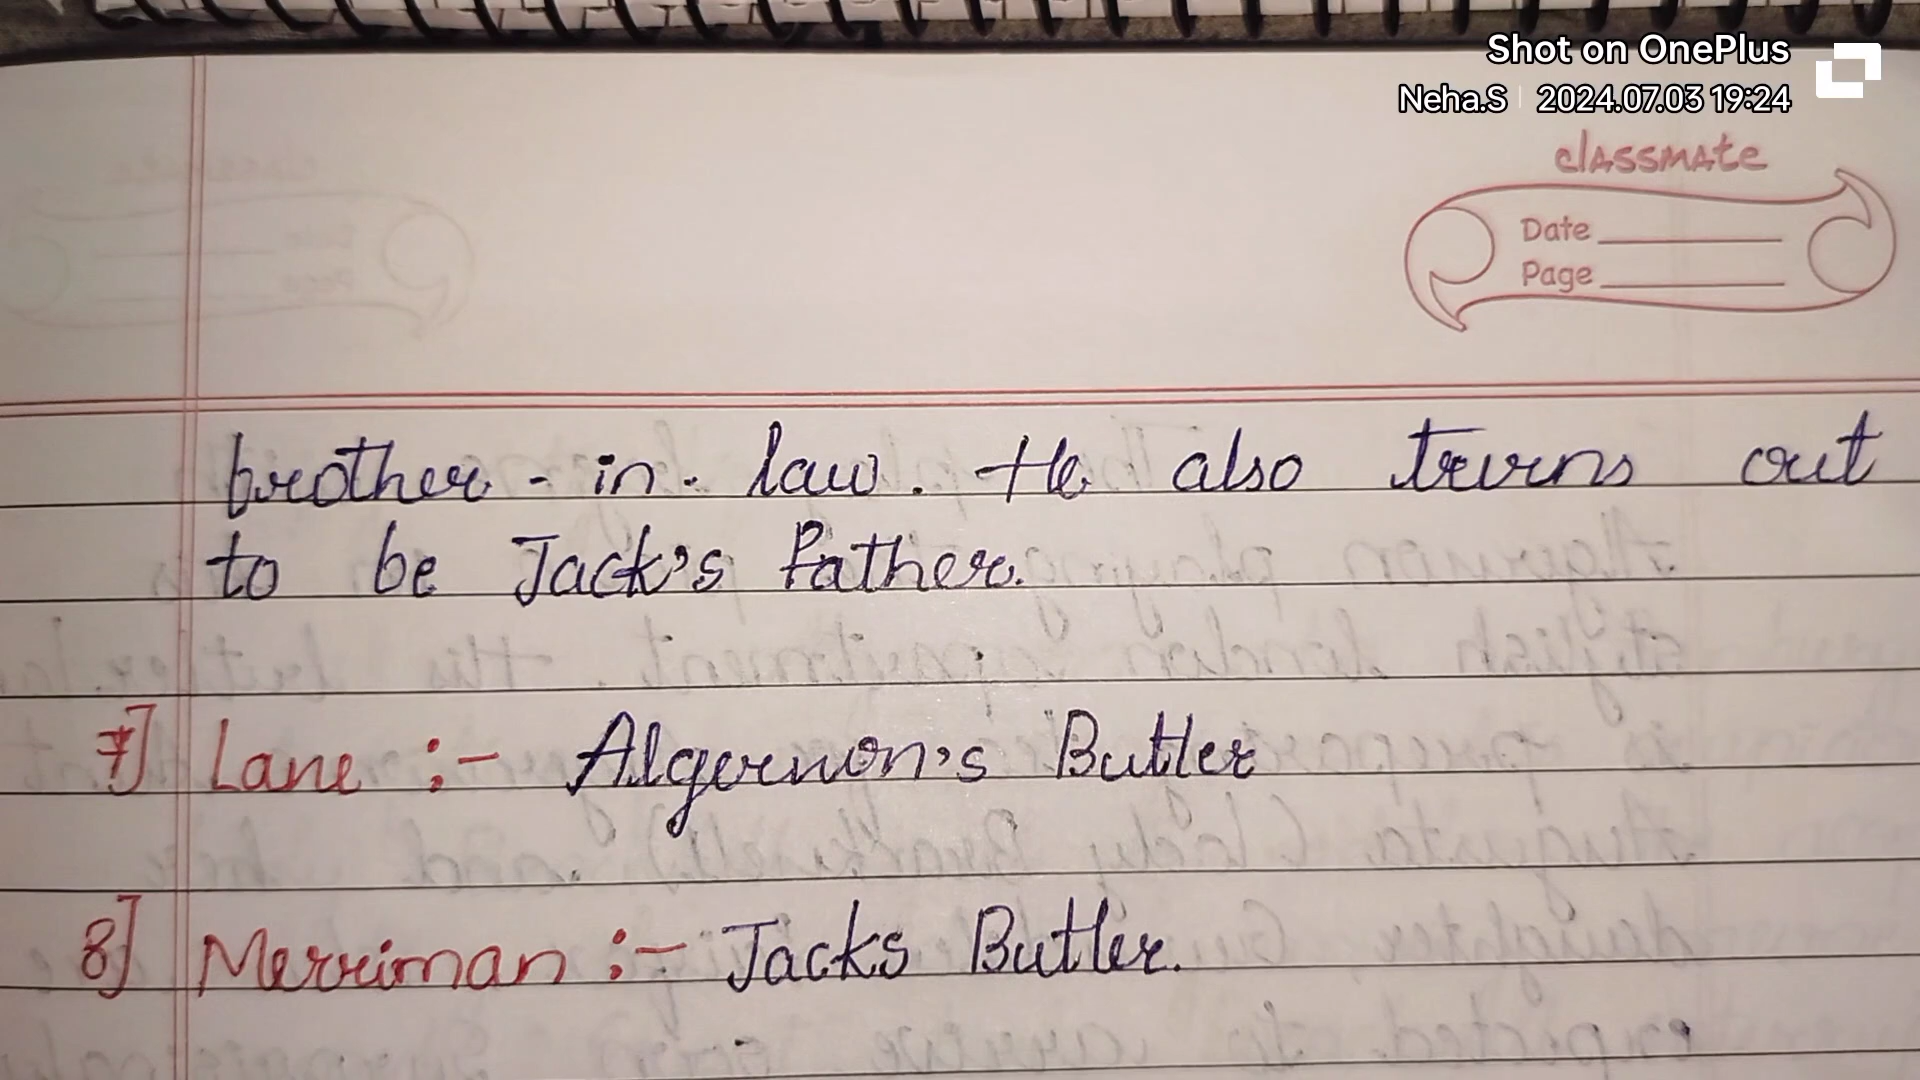 Shot on OnePlus
Neha.S | 2024.07.03 19:24
classmate
Date
Page
brother - in - law. He also turns out
to be Jack's Father.
7] Lane :- Algernon's Butler
8] Merriman :- Jacks Butler.